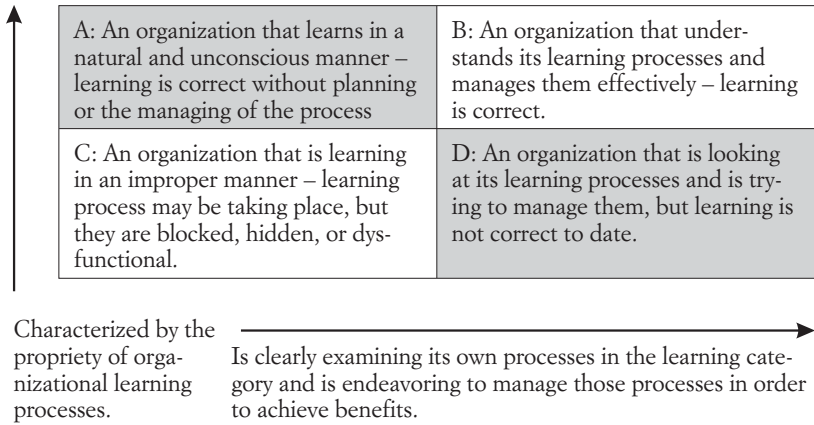 A: An organization that learns in a
natural and unconscious manner –
learning is correct without planning
or the managing of the process
B: An organization that under-
stands its learning processes and
manages them effectively – learning
is correct.
C: An organization that is learning
in an improper manner – learning
process may be taking place, but
they are blocked, hidden, or dys-
functional.
D: An organization that is looking
at its learning processes and is try-
ing to manage them, but learning is
not correct to date.
Characterized by the
propriety of orga-
nizational learning
processes.
Is clearly examining its own processes in the learning cate-
gory and is endeavoring to manage those processes in order
to achieve benefits.